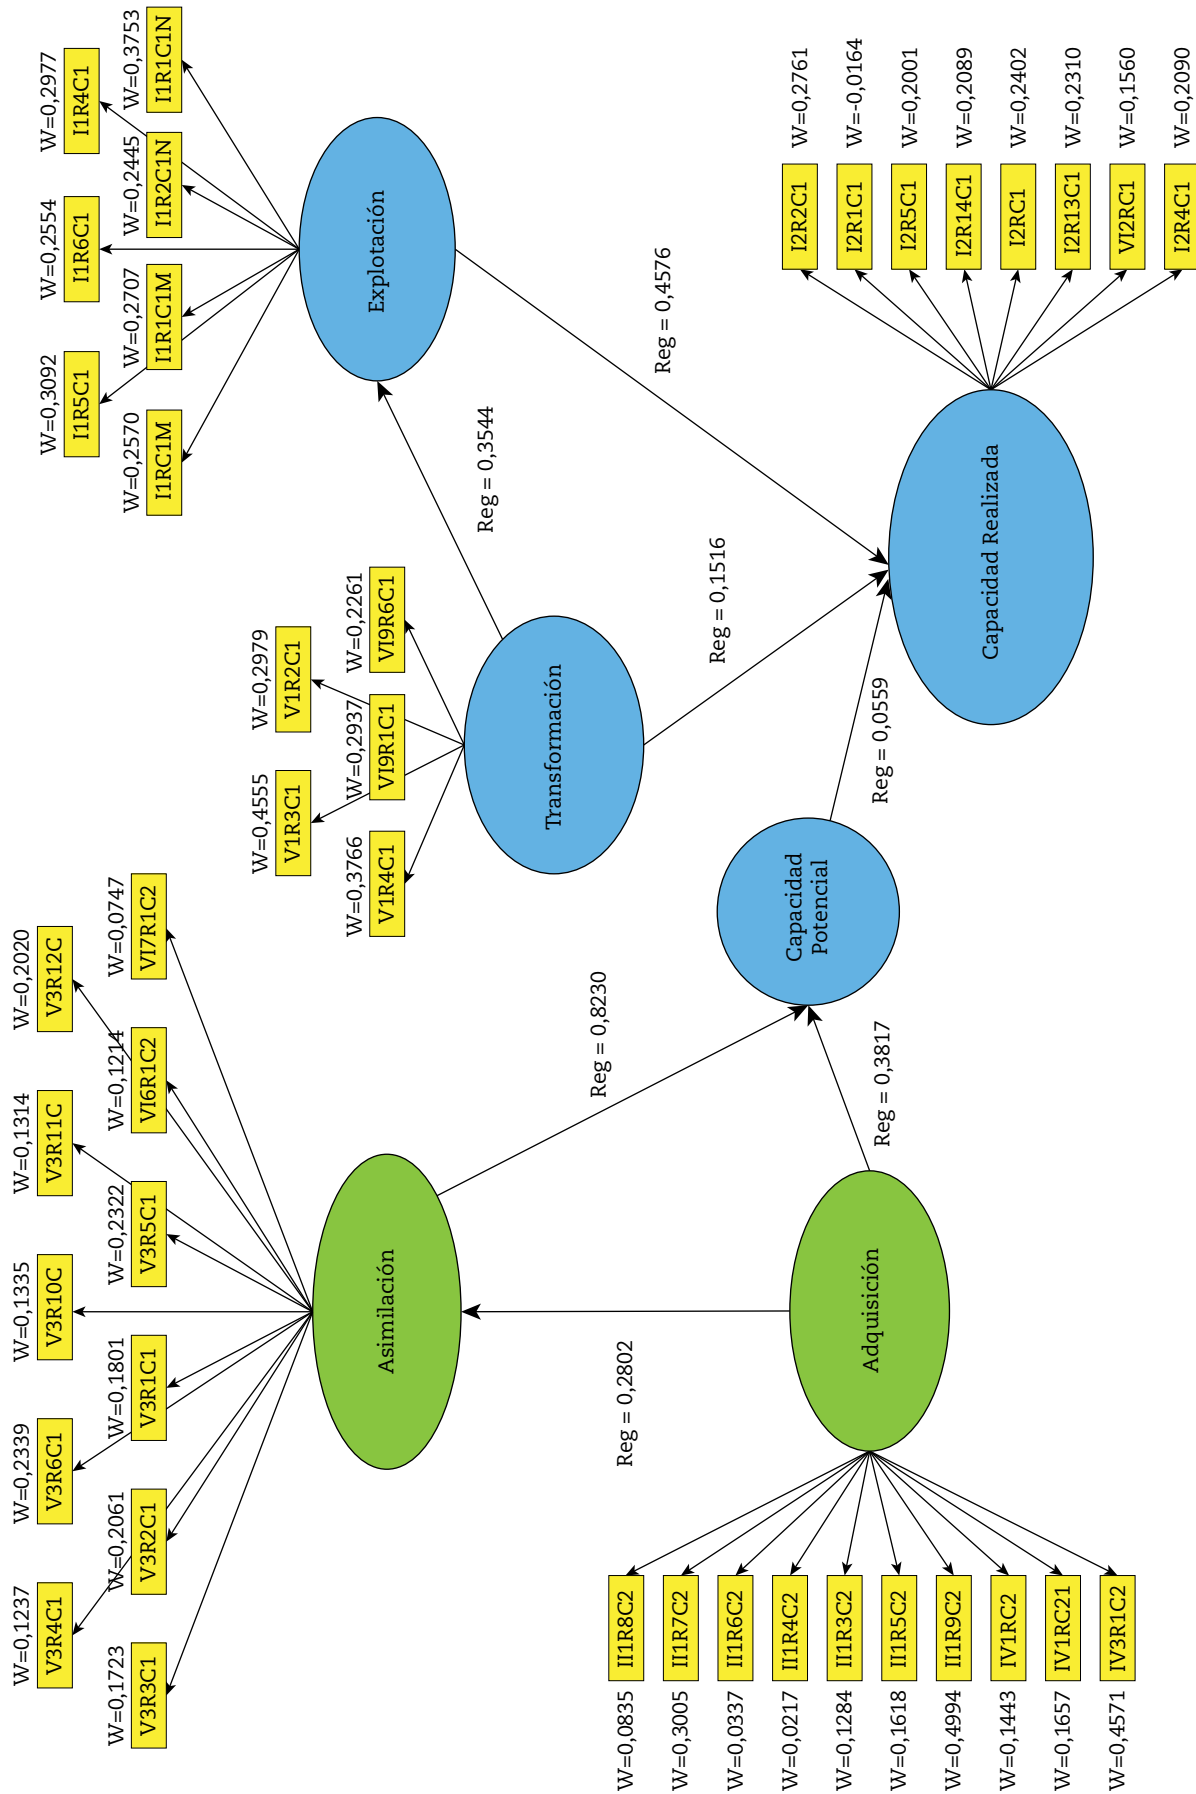 W=0,1237
V3R4C1
W=0,2339
V3R6C1
W=0,1335
V3R10C
W=0,1314
V3R11C
W=0,2020
V3R12C
W=0,1723
V3R3C1
W=0,2061
V3R2C1
W=0,1801
V3R1C1
W=0,2322
V3R5C1
W=0,1214
VI6R1C2
W=0,0747
VI7R1C2
Asimilación
W=0,4555
V1R3C1
W=0,2979
V1R2C1
W=0,3766
V1R4C1
W=0,2937
VI9R1C1
W=0,2261
VI9R6C1
Transformación
W=0,3092
I1R5C1
W=0,2554
I1R6C1
W=0,2977
I1R4C1
W=0,2570
I1RC1M
W=0,2707
I1R1C1M
W=0,2445
I1R2C1N
W=0,3753
I1R1C1N
Explotación
Reg = 0,3544
Reg = 0,2802
Reg = 0,8230
Reg = 0,1516
Reg = 0,4576
W=0,0835
II1R8C2
W=0,3005
II1R7C2
W=0,0337
II1R6C2
W=0,0217
II1R4C2
W=0,1284
II1R3C2
W=0,1618
II1R5C2
W=0,4994
II1R9C2
W=0,1443
IV1RC2
W=0,1657
IV1RC21
W=0,4571
IV3R1C2
Adquisición
Reg = 0,3817
Capacidad
Potencial
Reg = 0,0559
Capacidad Realizada
I2R2C1
W=0,2761
I2R1C1
W=-0,0164
I2R5C1
W=0,2001
I2R14C1
W=0,2089
I2RC1
W=0,2402
I2R13C1
W=0,2310
VI2RC1
W=0,1560
I2R4C1
W=0,2090